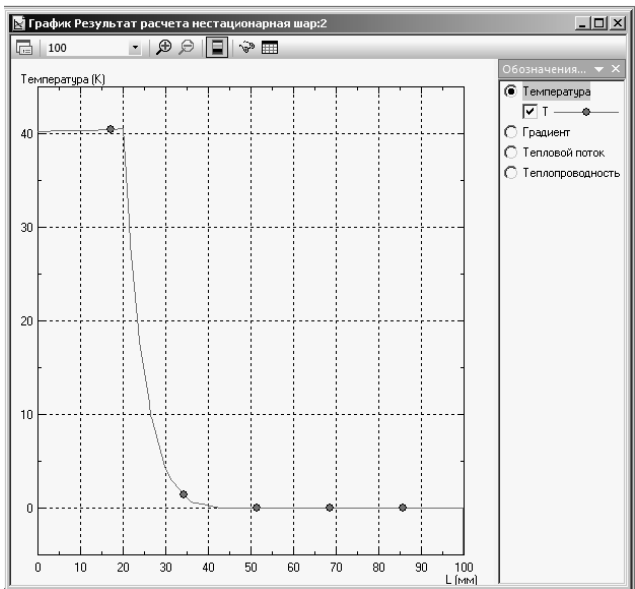 График Результат расчета нестационарная шар:2
100
Обозначения...
Температура (К)
Температура
T
Градиент
Тепловой поток
Теплопроводность
40
30
20
10
0
0 10 20 30 40 50 60 70 80 90 100
L (мм)